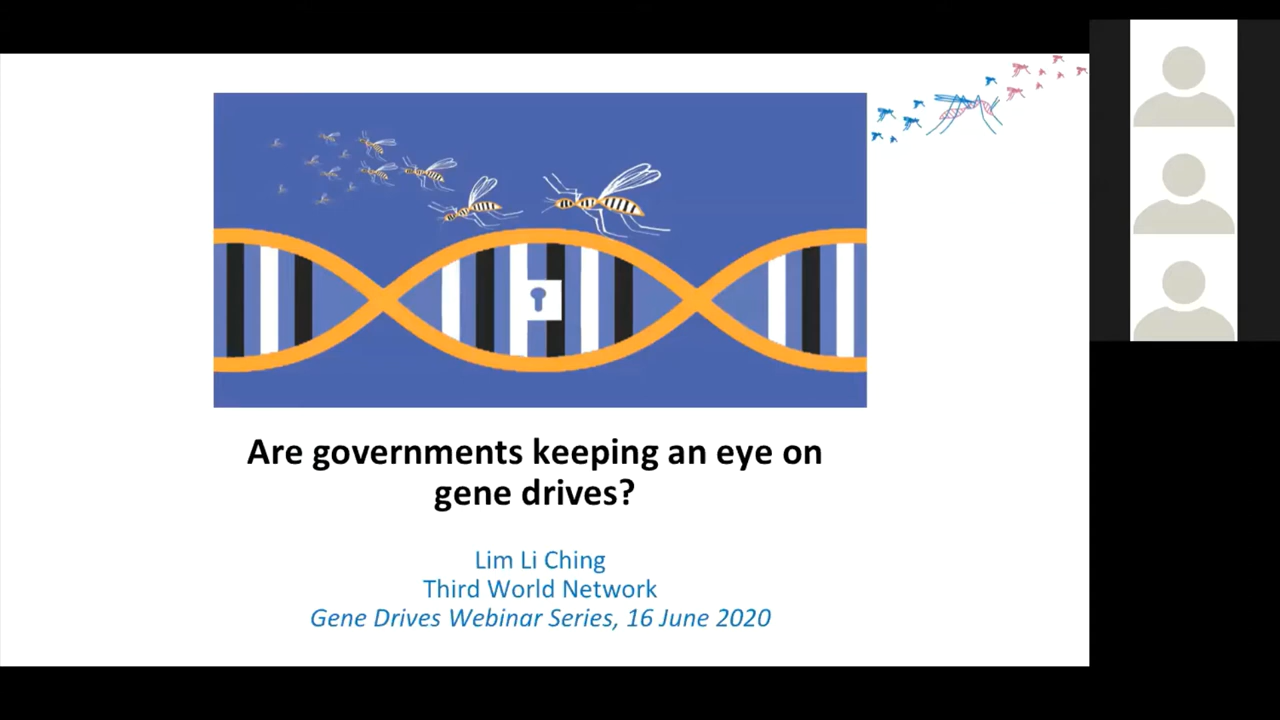 Are governments keeping an eye on
gene drives?
Lim Li Ching
Third World Network
Gene Drives Webinar Series, 16 June 2020